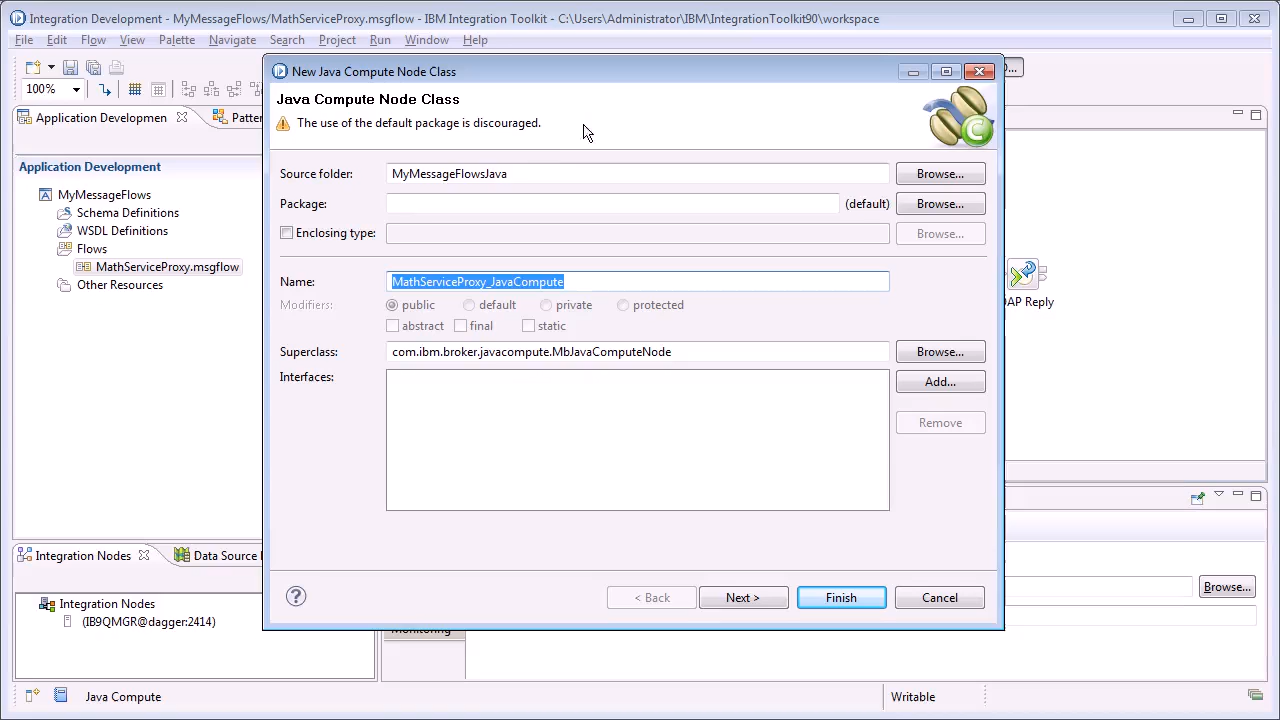 Integration Development - MyMessageFlows/MathServiceProxy.msgflow - IBM Integration Toolkit - C:\Users\Administrator\IBM\IntegrationToolkit90\workspace
File Edit Flow View Palette Navigate Search Project Run Window Help
100%
Application Developmen
Pattern
Application Development
MyMessageFlows
Schema Definitions
WSDL Definitions
Flows
MathServiceProxy.msgflow
Other Resources
Integration Nodes
Data Source
Integration Nodes
(IB9QMGR@dagger:2414)
New Java Compute Node Class
Java Compute Node Class
The use of the default package is discouraged.
Source folder: MyMessageFlowsJava Browse...
Package: (default) Browse...
Enclosing type: Browse...
Name: MathServiceProxy_JavaCompute
Modifiers: public default private protected
abstract final static
Superclass: com.ibm.broker.javacompute.MbJavaComputeNode Browse...
Interfaces: Add...
Remove
? < Back Next > Finish Cancel
AP Reply
Browse...
Monitoring
Java Compute
Writable